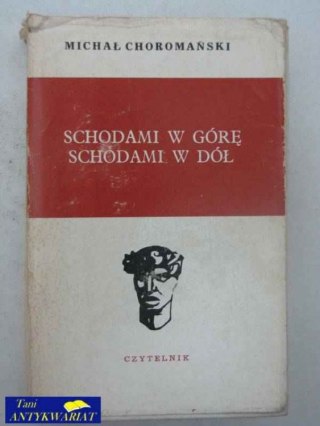 MICHAŁ CHOROMAŃSKI
SCHODAMI W GÓRĘ
SCHODAMI W DÓŁ
CZYTELNIK
Tani
ANTYKWARIAT